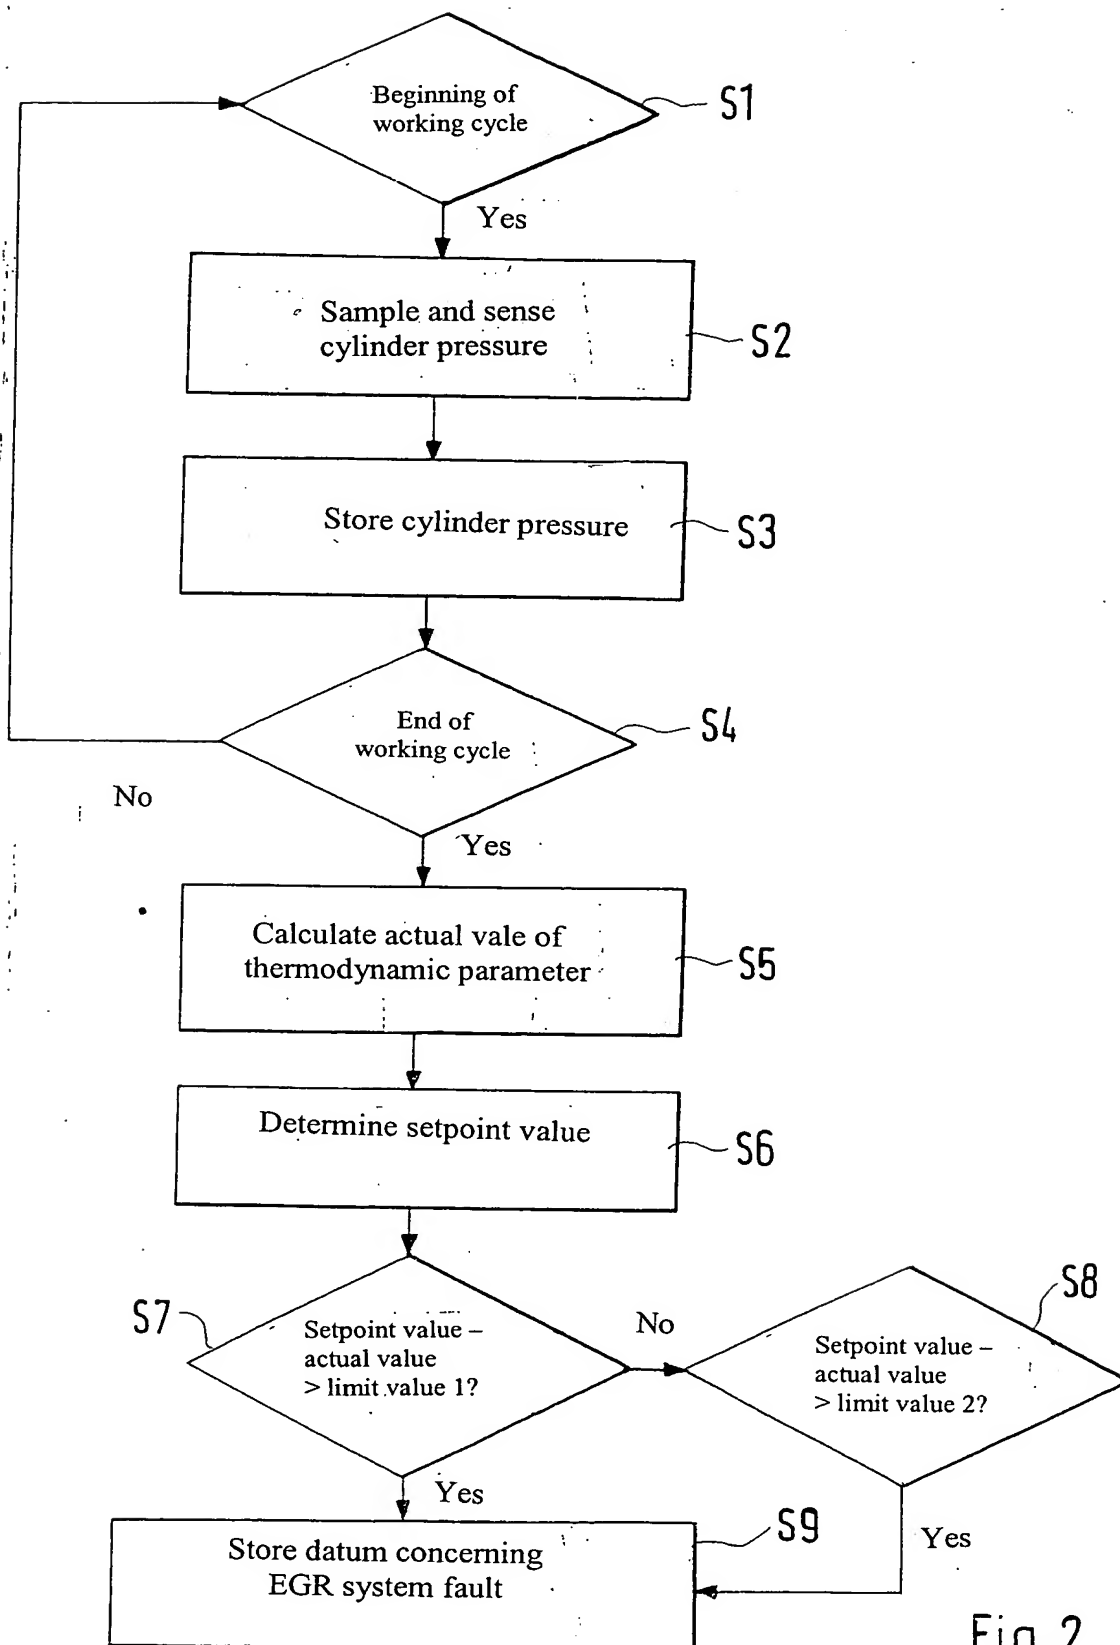 Beginning of
working cycle
S1
Yes
Sample and sense
cylinder pressure
S2
Store cylinder pressure
S3
End of
working cycle
S4
No
Yes
Calculate actual vale of
thermodynamic parameter
S5
Determine setpoint value
S6
S7
Setpoint value –
actual value
> limit value 1?
No
S8
Setpoint value –
actual value
> limit value 2?
Yes
Yes
Store datum concerning
EGR system fault
S9
Fig. 2